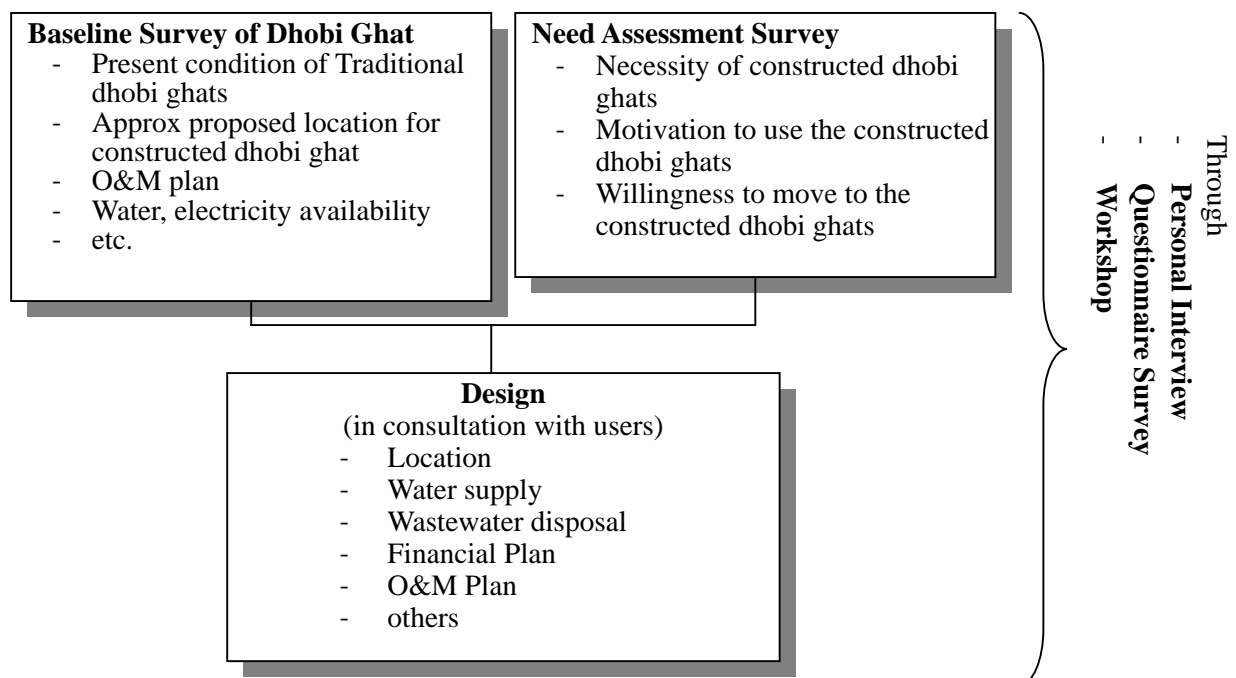 Baseline Survey of Dhobi Ghat
- Present condition of Traditional
dhobi ghats
- Approx proposed location for
constructed dhobi ghat
- O&M plan
- Water, electricity availability
- etc.
Need Assessment Survey
- Necessity of constructed dhobi
ghats
- Motivation to use the constructed
dhobi ghats
- Willingness to move to the
constructed dhobi ghats
Through
- Personal Interview
- Questionnaire Survey
- Workshop
Design
(in consultation with users)
- Location
- Water supply
- Wastewater disposal
- Financial Plan
- O&M Plan
- others